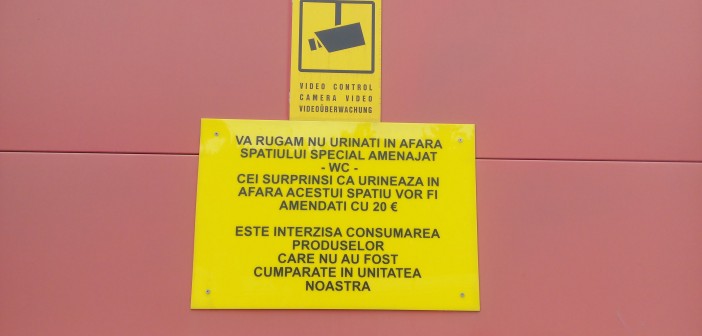 VIDEO CONTROL
CAMERA VIDEO
VIDEOÜBERWACHUNG
VA RUGAM NU URINATI IN AFARA
SPATIULUI SPECIAL AMENAJAT
- WC -
CEI SURPRINSI CA URINEAZA IN
AFARA ACESTUI SPATIU VOR FI
AMENDATI CU 20 €
ESTE INTERZISA CONSUMAREA
PRODUSELOR
CARE NU AU FOST
CUMPARATE IN UNITATEA
NOASTRA